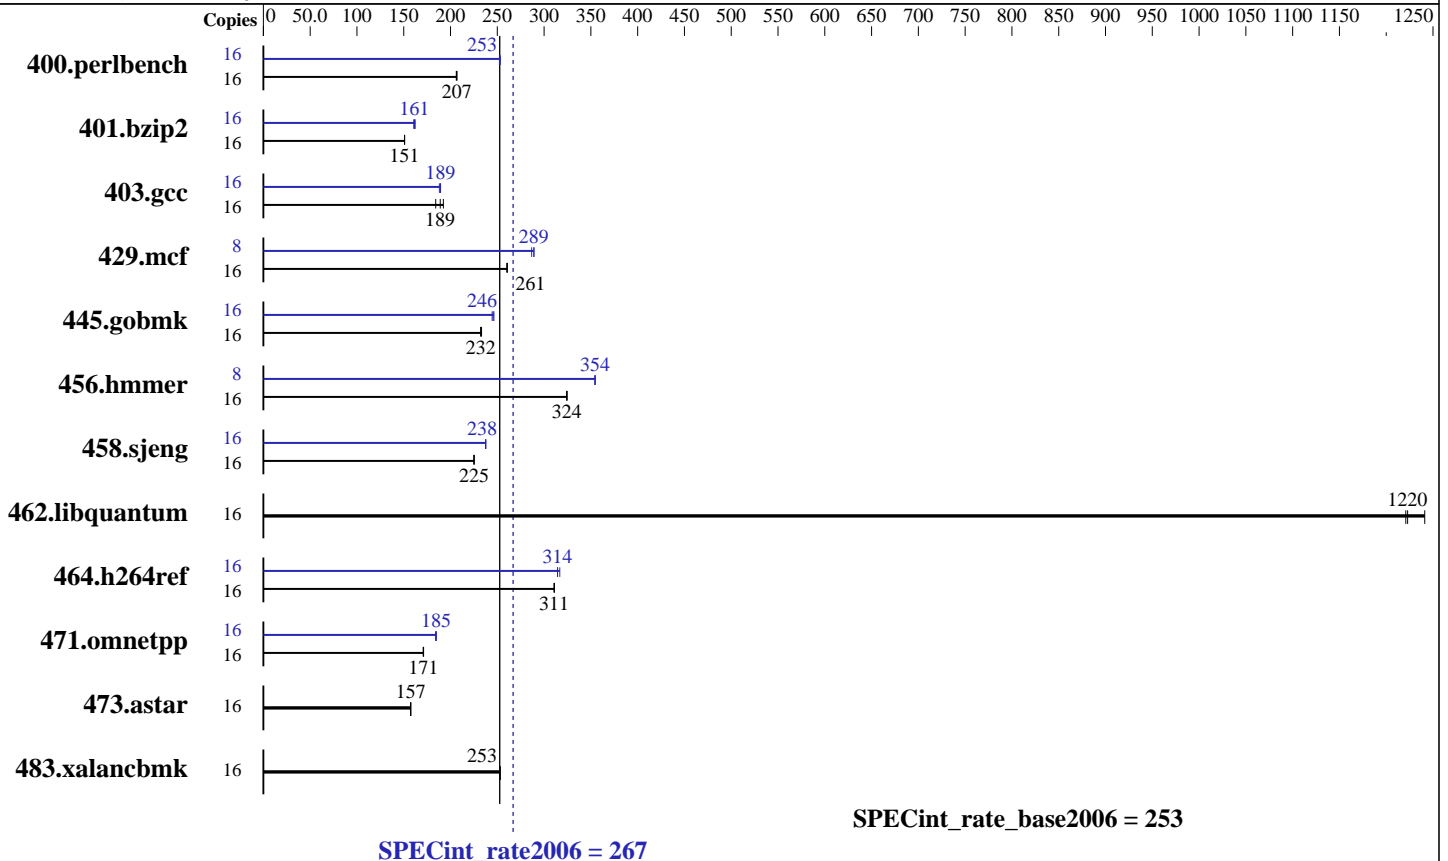 Copies 0 50.0 100 150 200 250 300 350 400 450 500 550 600 650 700 750 800 850 900 950 1000 1050 1100 1150 1250
400.perlbench 16 253
16 207
401.bzip2 16 161
16 151
403.gcc 16 189
16 189
429.mcf 8 289
16 261
445.gobmk 16 246
16 232
456.hmmer 8 354
16 324
458.sjeng 16 238
16 225
462.libquantum 16 1220
464.h264ref 16 314
16 311
471.omnetpp 16 185
16 171
473.astar 16 157
483.xalancbmk 16 253
SPECint_rate_base2006 = 253
SPECint_rate2006 = 267